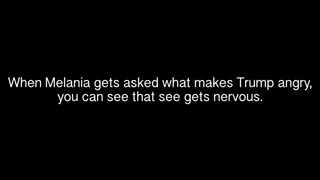 When Melania gets asked what makes Trump angry,
you can see that see gets nervous.